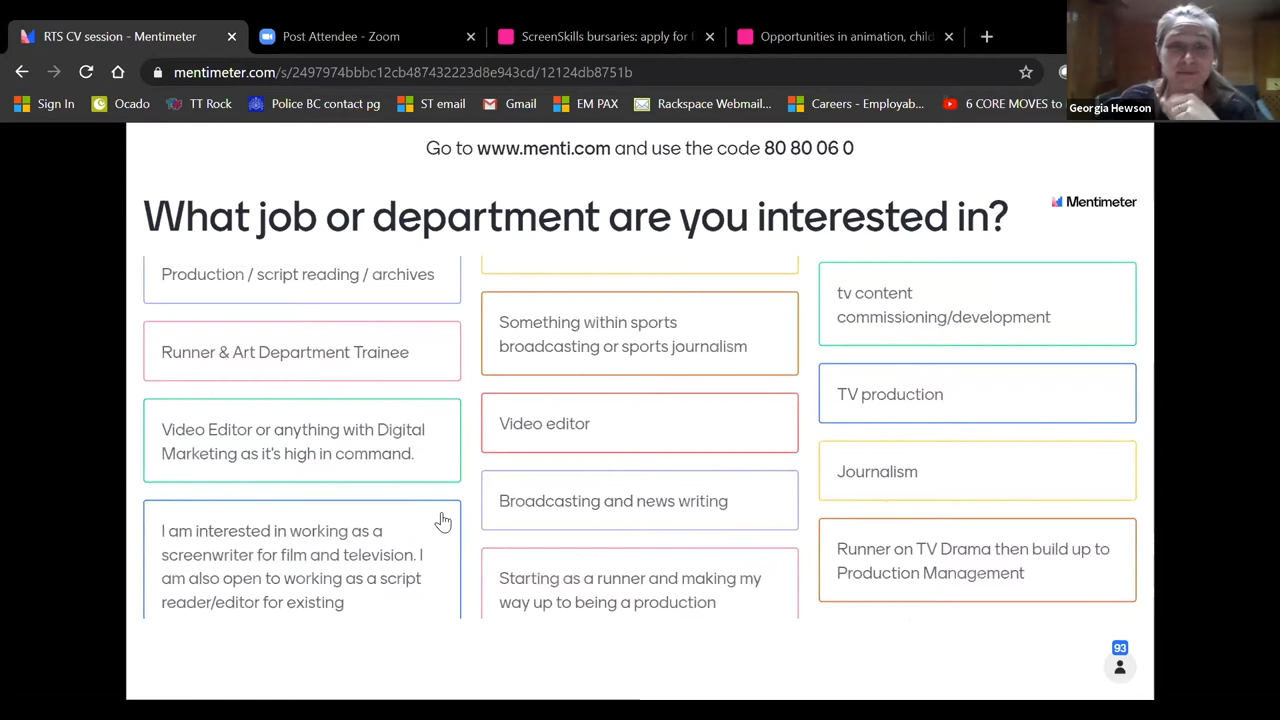 RTS CV session - Mentimeter
Post Attendee - Zoom
ScreenSkills bursaries: apply for
Opportunities in animation, child
mentimeter.com/s/2497974bbbc12cb487432223d8e943cd/12124db8751b
Sign In
Ocado
TT Rock
Police BC contact pg
ST email
Gmail
EM PAX
Rackspace Webmail...
Careers - Employab...
6 CORE MOVES to
Georgia Hewson
Go to www.menti.com and use the code 80 80 06 0
What job or department are you interested in?
Mentimeter
Production / script reading / archives
Runner & Art Department Trainee
Video Editor or anything with Digital
Marketing as it's high in command.
I am interested in working as a
screenwriter for film and television. I
am also open to working as a script
reader/editor for existing
Something within sports
broadcasting or sports journalism
Video editor
Broadcasting and news writing
Starting as a runner and making my
way up to being a production
tv content
commissioning/development
TV production
Journalism
Runner on TV Drama then build up to
Production Management
93